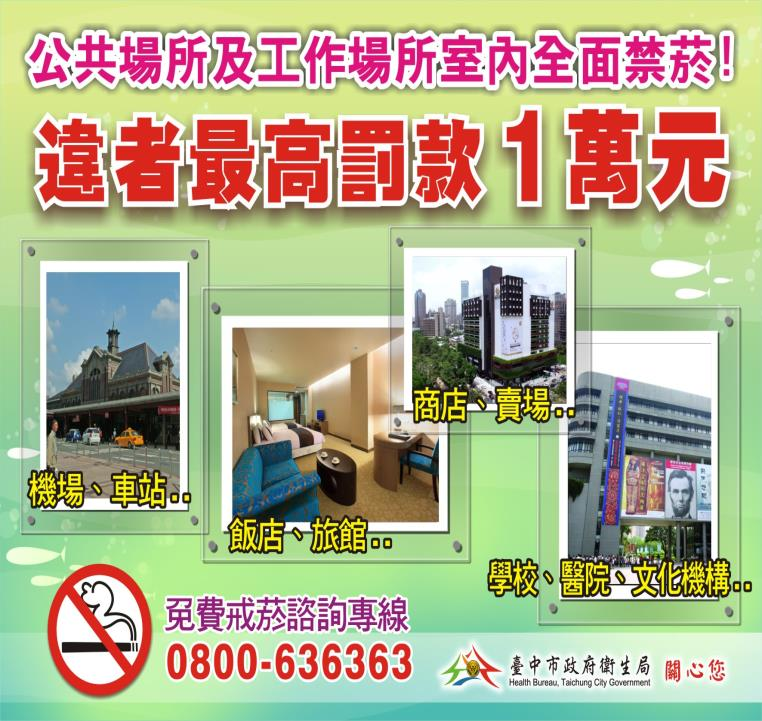 公共場所及工作場所室內全面禁菸!
違者最高罰款1萬元
機場、車站..
飯店、旅館..
商店、賣場..
學校、醫院、文化機構..
免費戒菸諮詢專線
0800-636363
臺中市政府衛生局
Health Bureau, Taichung City Government
關心您